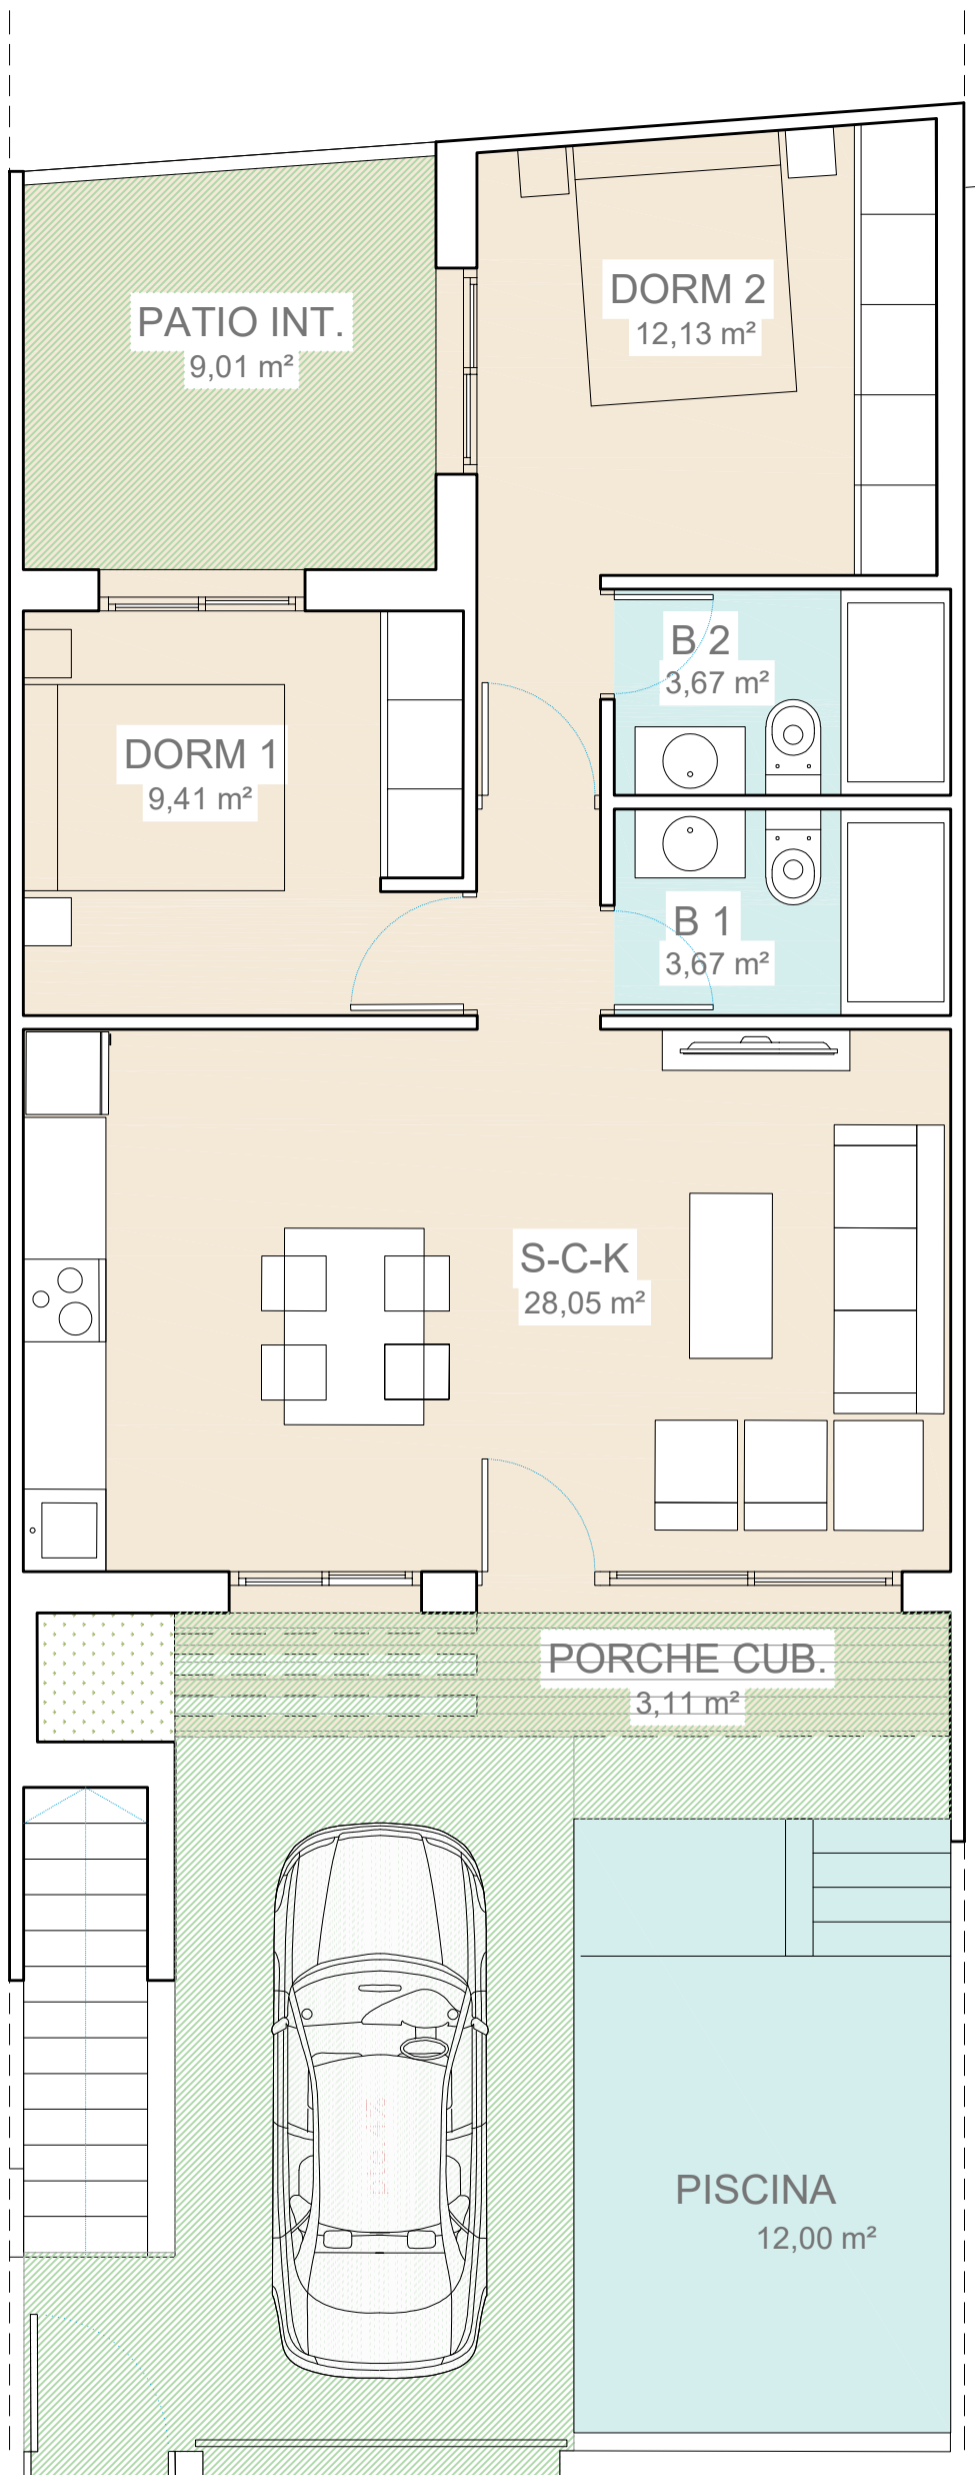 PATIO INT.
9,01 m²
DORM 2
12,13 m²
B 2
3,67 m²
DORM 1
9,41 m²
B 1
3,67 m²
S-C-K
28,05 m²
PORCHE CUB.
3,11 m²
PISCINA
12,00 m²